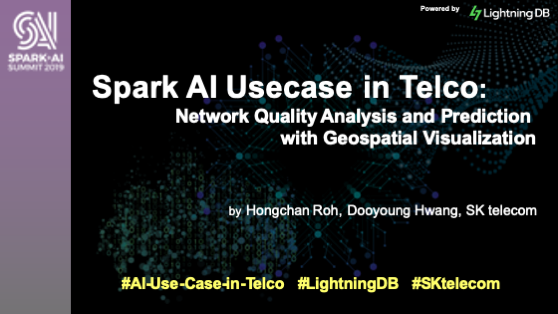 Powered by LightningDB
SPARK+AI
SUMMIT 2019
Spark AI Usecase in Telco:
Network Quality Analysis and Prediction
with Geospatial Visualization
by Hongchan Roh, Dooyoung Hwang, SK telecom
#AI-Use-Case-in-Telco #LightningDB #SKtelecom